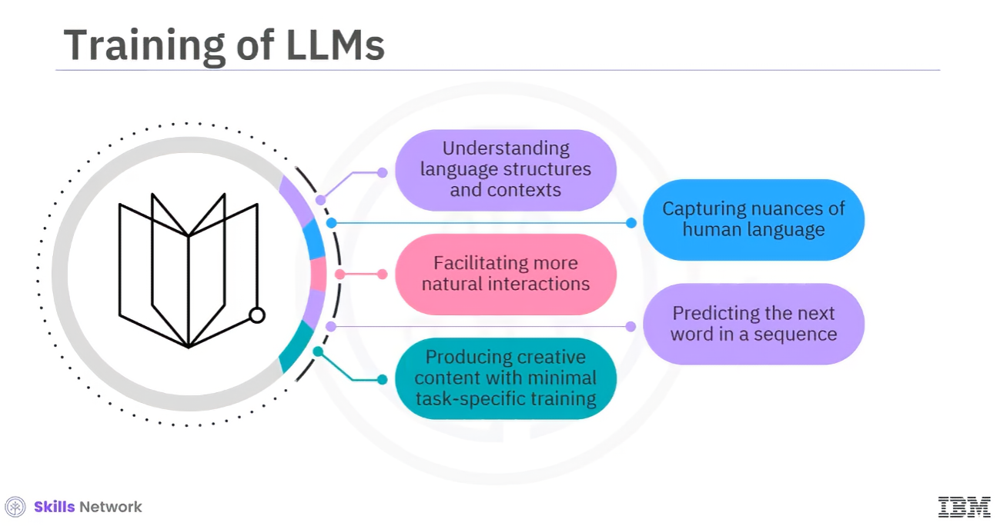 Training of LLMs
Understanding
language structures
and contexts
Capturing nuances of
human language
Facilitating more
natural interactions
Predicting the next
word in a sequence
Producing creative
content with minimal
task-specific training
Skills Network
IBM